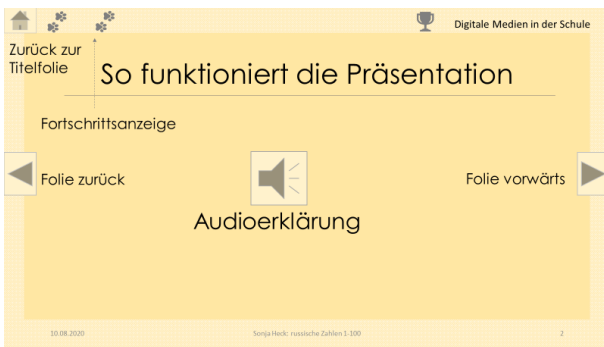 Digitale Medien in der Schule
Zurück zur
Titelfolie
So funktioniert die Präsentation
Fortschrittsanzeige
Folie zurück
Folie vorwärts
Audioerklärung
10.08.2020
Sonja Heck: russische Zahlen 1-100
2